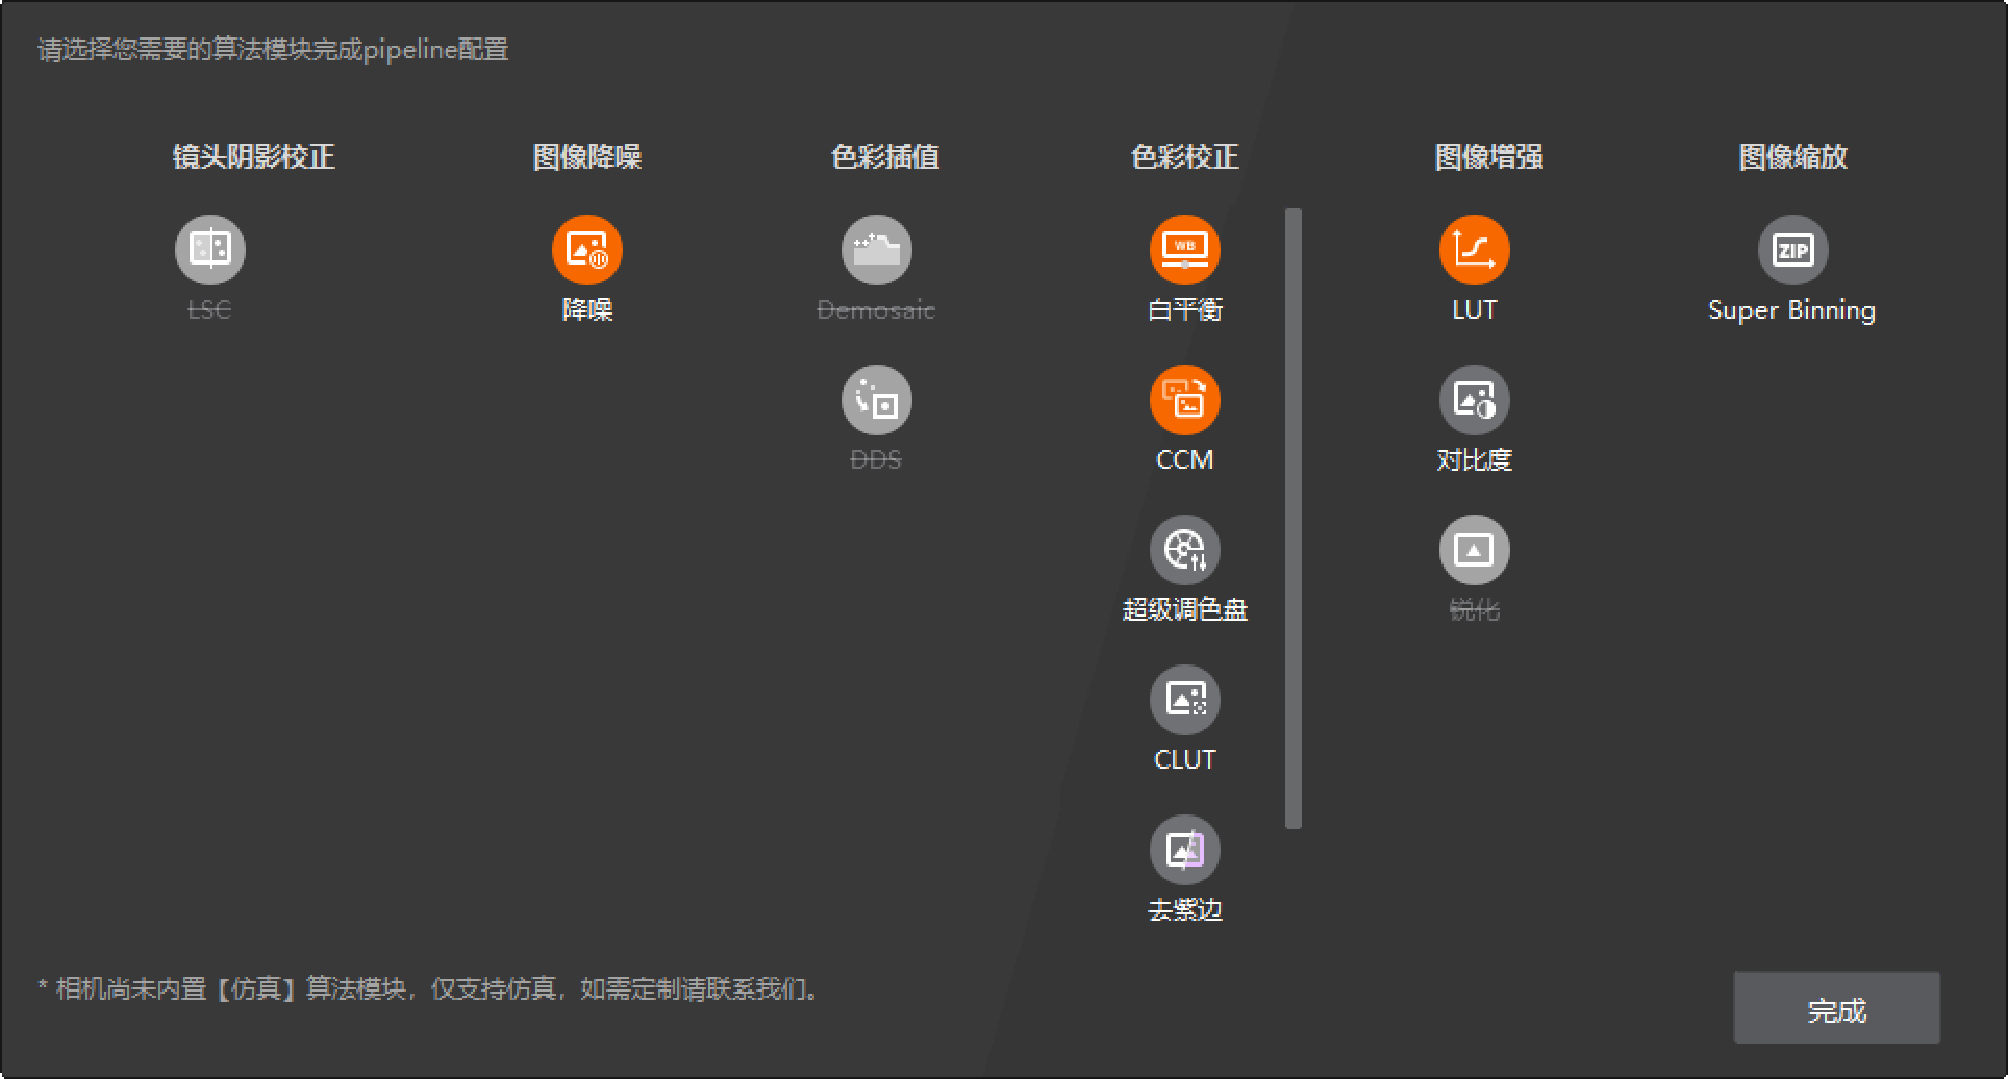 请选择您需要的算法模块完成pipeline配置
镜头阴影校正
图像降噪
色彩插值
色彩校正
图像增强
图像缩放
WB
ZIP
LSC
降噪
Demosaic
白平衡
LUT
Super Binning
DDS
CCM
对比度
超级调色盘
锐化
CLUT
去紫边
* 相机尚未内置【仿真】算法模块，仅支持仿真，如需定制请联系我们。
完成